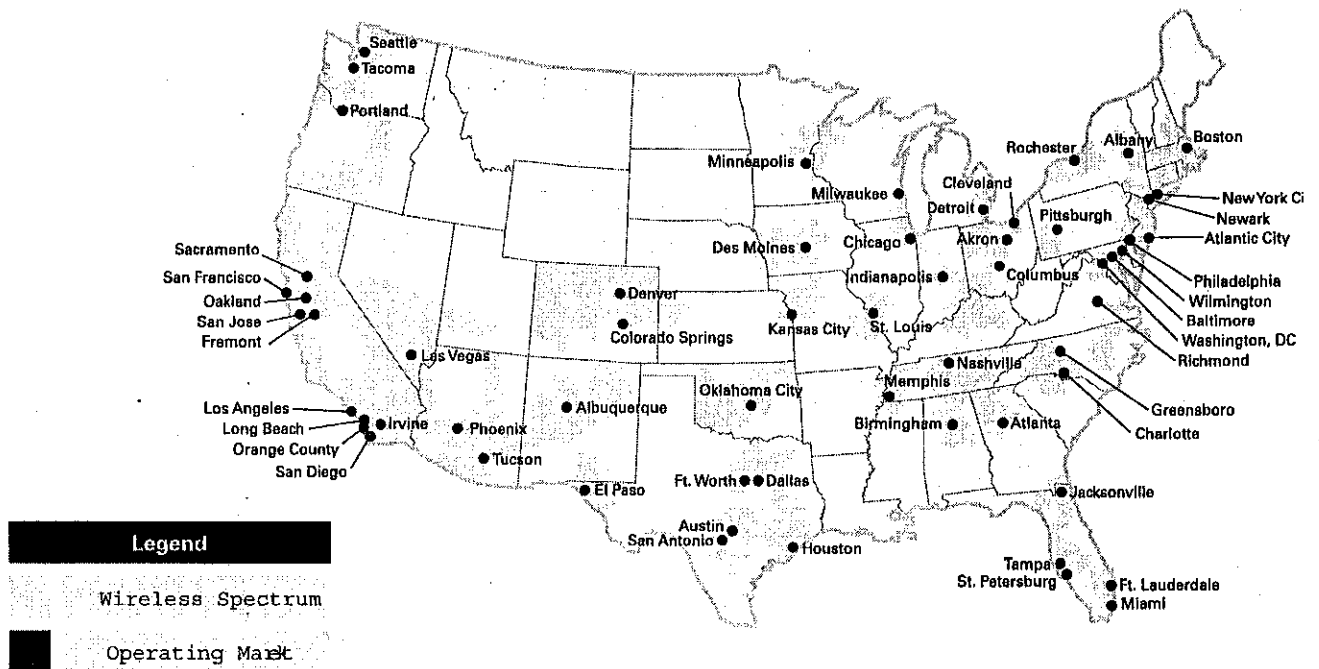 Seattle
Tacoma
Portland
Minneapolis
Milwaukee
Cleveland
Detroit
Rochester
Albany
Boston
New York Ci
Newark
Atlantic City
Pittsburgh
Akron
Chicago
Des Moines
Sacramento
San Francisco
Oakland
San Jose
Fremont
Denver
Colorado Springs
Kansas City
St. Louis
Indianapolis
Columbus
Philadelphia
Wilmington
Baltimore
Washington, DC
Richmond
Las Vegas
Nashville
Memphis
Oklahoma City
Albuquerque
Los Angeles
Long Beach
Irvine
Orange County
San Diego
Phoenix
Tucson
Birmingham
Atlanta
Greensboro
Charlotte
El Paso
Ft. Worth
Dallas
Jacksonville
Austin
San Antonio
Houston
Tampa
St. Petersburg
Ft. Lauderdale
Miami
Legend
Wireless Spectrum
Operating Market